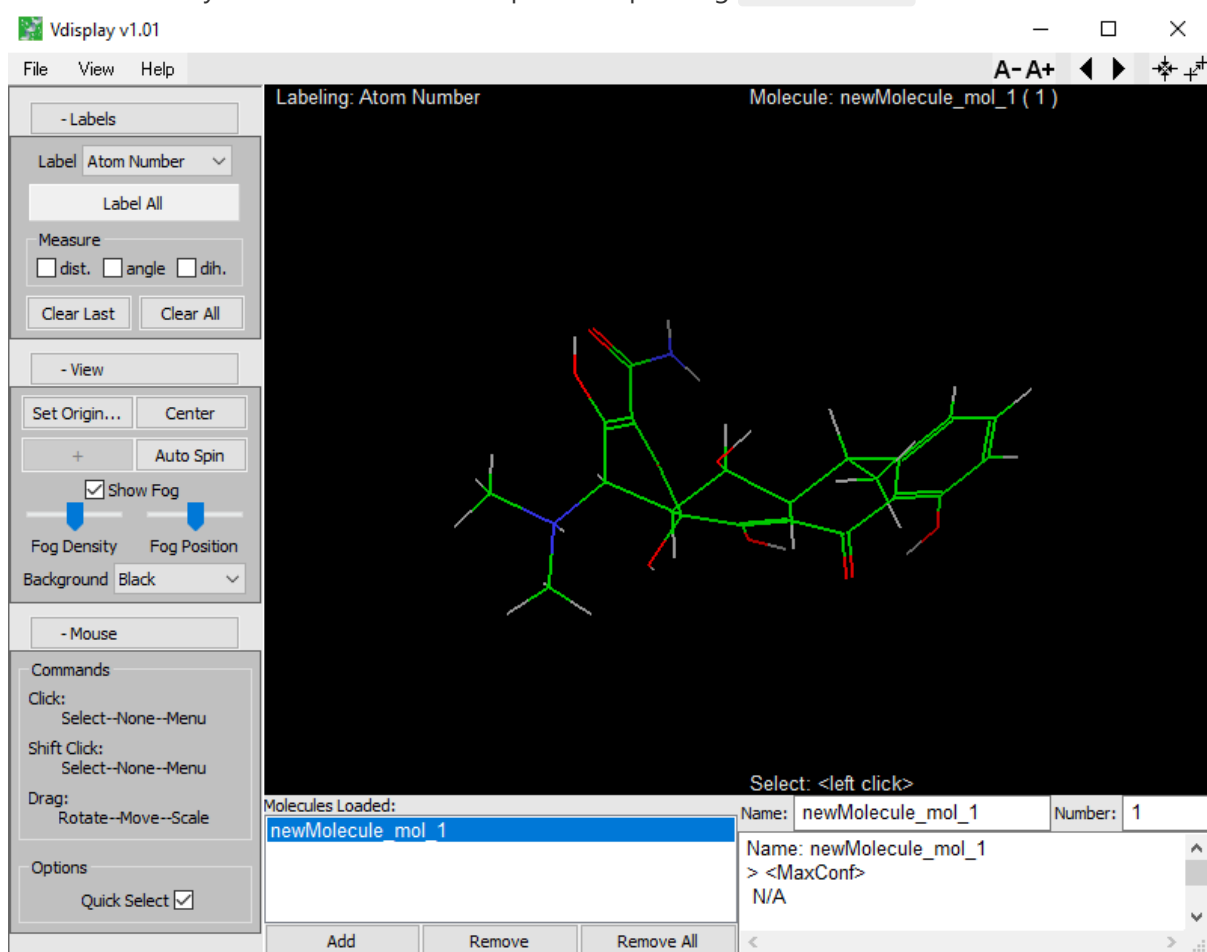 Vdisplay v1.01
File View Help
A- A+
Labeling: Atom Number
Molecule: newMolecule_mol_1 ( 1 )
- Labels
Label Atom Number
Label All
Measure
dist. angle dih.
Clear Last Clear All
- View
Set Origin... Center
+ Auto Spin
Show Fog
Fog Density Fog Position
Background Black
- Mouse
Commands
Click:
Select--None--Menu
Shift Click:
Select--None--Menu
Drag:
Rotate--Move--Scale
Options
Quick Select
Select: <left click>
Molecules Loaded:
newMolecule_mol_1
Add Remove Remove All
Name: newMolecule_mol_1 Number: 1
Name: newMolecule_mol_1
> <MaxConf>
N/A